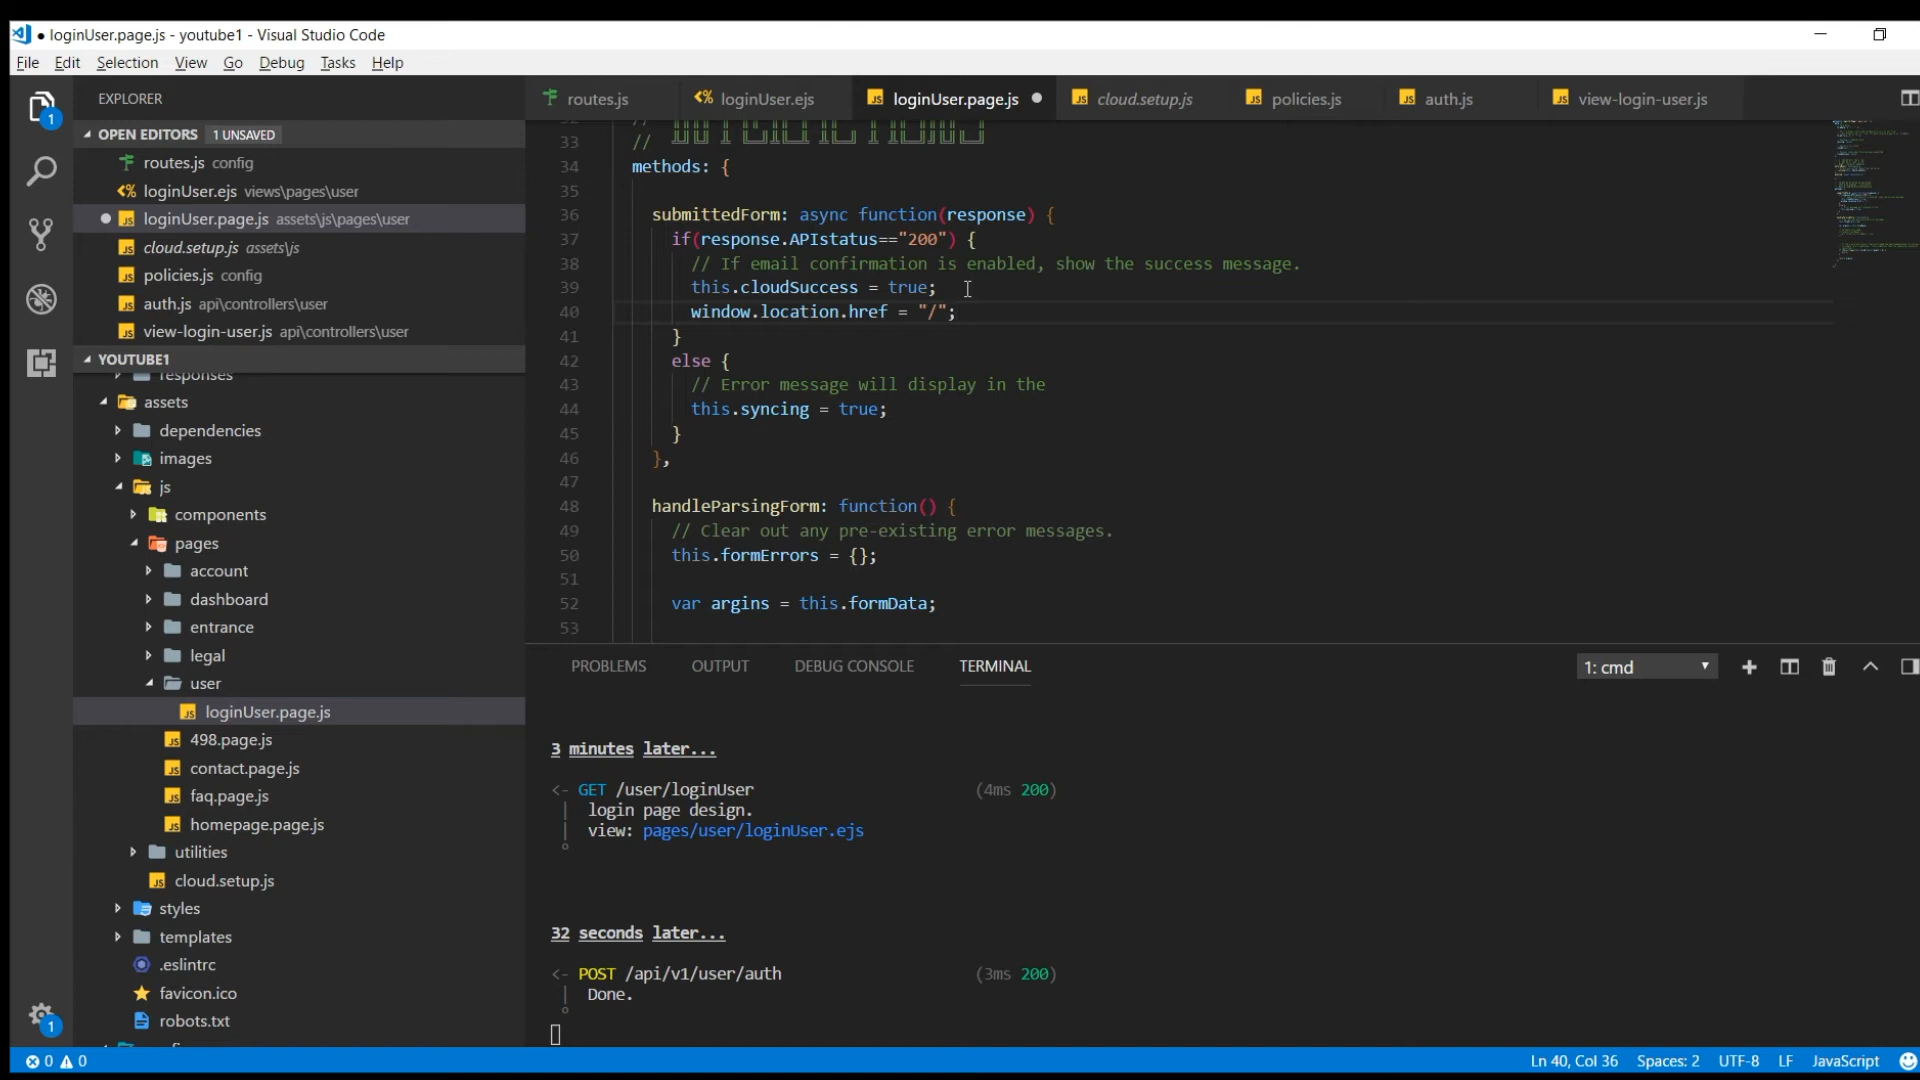 ● loginUser.page.js - youtube1 - Visual Studio Code
File Edit Selection View Go Debug Tasks Help
EXPLORER
OPEN EDITORS 1 UNSAVED
routes.js config
loginUser.ejs views\pages\user
loginUser.page.js assets\js\pages\user
cloud.setup.js assets\js
policies.js config
auth.js api\controllers\user
view-login-user.js api\controllers\user
YOUTUBE1
responses
assets
dependencies
images
js
components
pages
account
dashboard
entrance
legal
user
loginUser.page.js
498.page.js
contact.page.js
faq.page.js
homepage.page.js
utilities
cloud.setup.js
styles
templates
.eslintrc
favicon.ico
robots.txt
1
1
routes.js loginUser.ejs loginUser.page.js ● cloud.setup.js policies.js auth.js view-login-user.js
33 //
34 methods: {
35
36 submittedForm: async function(response) {
37 if(response.APIstatus=="200") {
38 // If email confirmation is enabled, show the success message.
39 this.cloudSuccess = true;
40 window.location.href = "/";
41 }
42 else {
43 // Error message will display in the
44 this.syncing = true;
45 }
46 },
47
48 handleParsingForm: function() {
49 // Clear out any pre-existing error messages.
50 this.formErrors = {};
51
52 var argins = this.formData;
53
PROBLEMS OUTPUT DEBUG CONSOLE TERMINAL 1: cmd
3 minutes later...
<- GET /user/loginUser (4ms 200)
| login page design.
| view: pages/user/loginUser.ejs
°
32 seconds later...
<- POST /api/v1/user/auth (3ms 200)
| Done.
°
0 0 Ln 40, Col 36 Spaces: 2 UTF-8 LF JavaScript